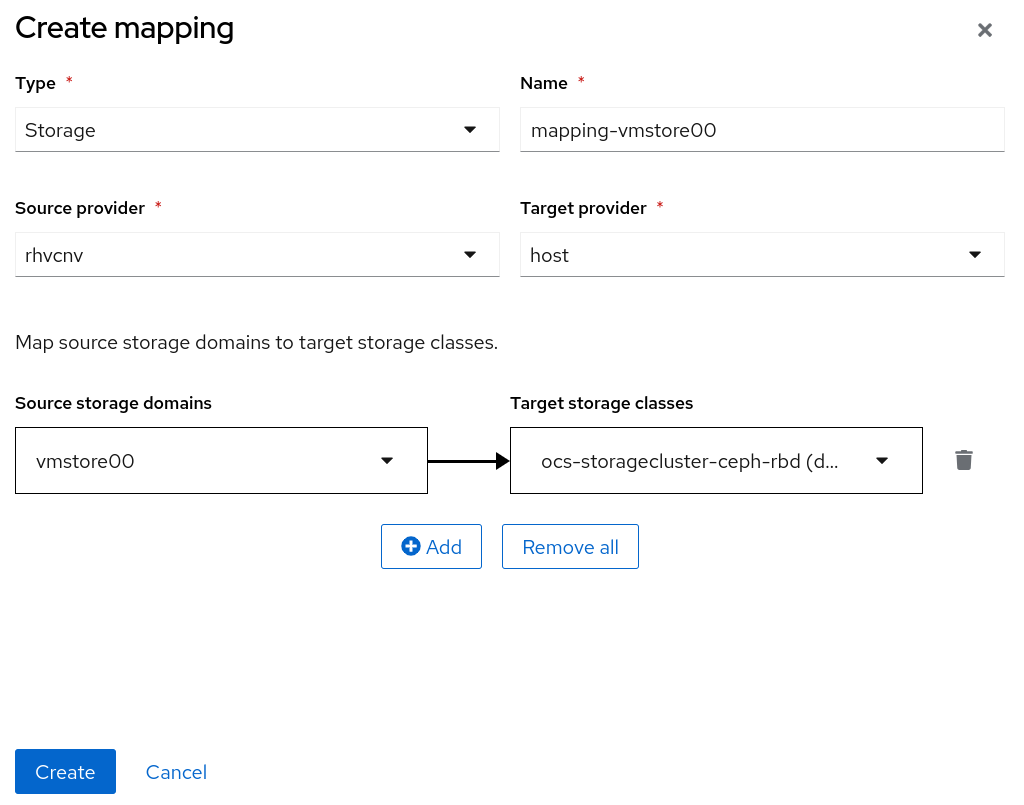 Create mapping
Type *
Name *
Storage
mapping-vmstore00
Source provider *
Target provider *
rhvcnv
host
Map source storage domains to target storage classes.
Source storage domains
Target storage classes
vmstore00
ocs-storagecluster-ceph-rbd (d...
Add
Remove all
Create
Cancel